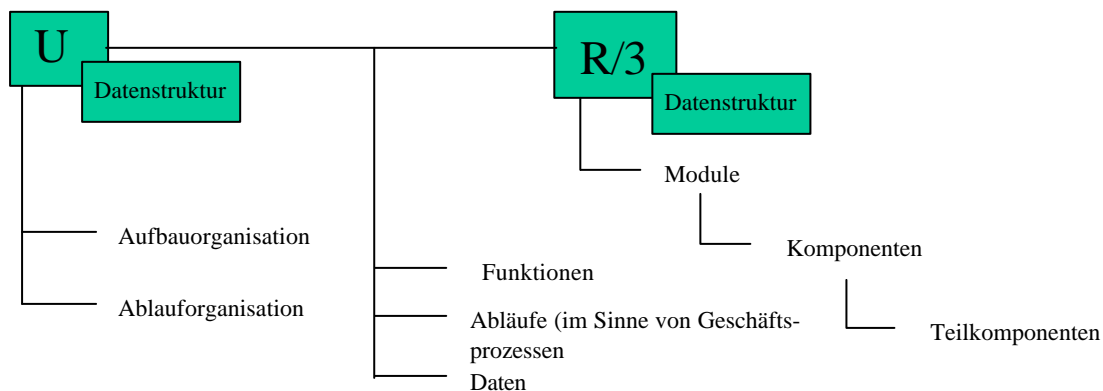 U
Datenstruktur
R/3
Datenstruktur
Module
Aufbauorganisation
Komponenten
Funktionen
Ablauforganisation
Abläufe (im Sinne von Geschäfts-
prozessen
Teilkomponenten
Daten